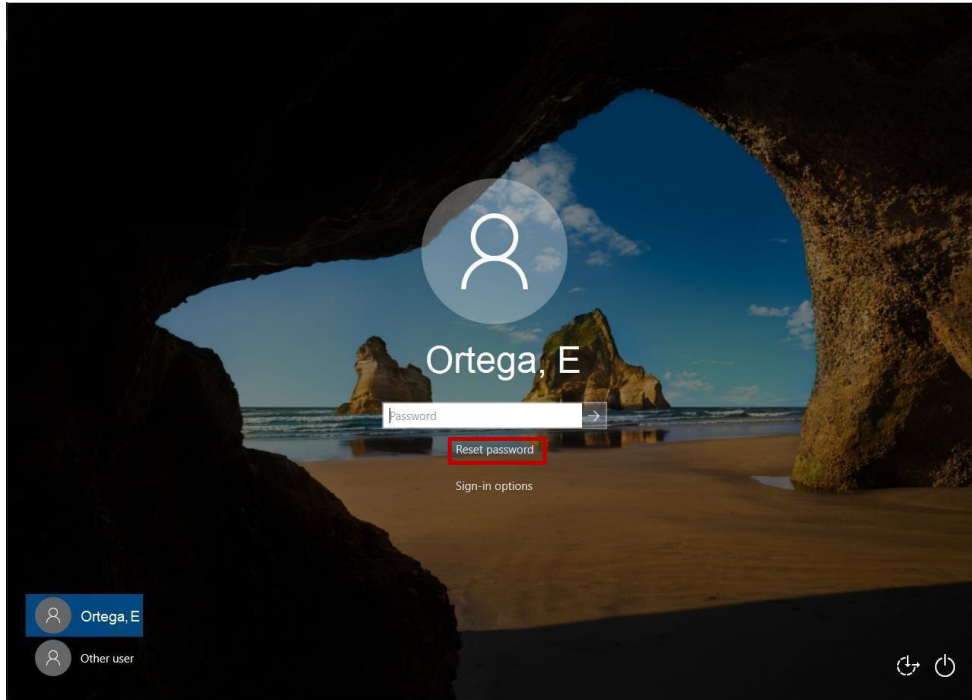 Ortega, E
Password
Reset password
Sign-in options
Ortega, E
Other user